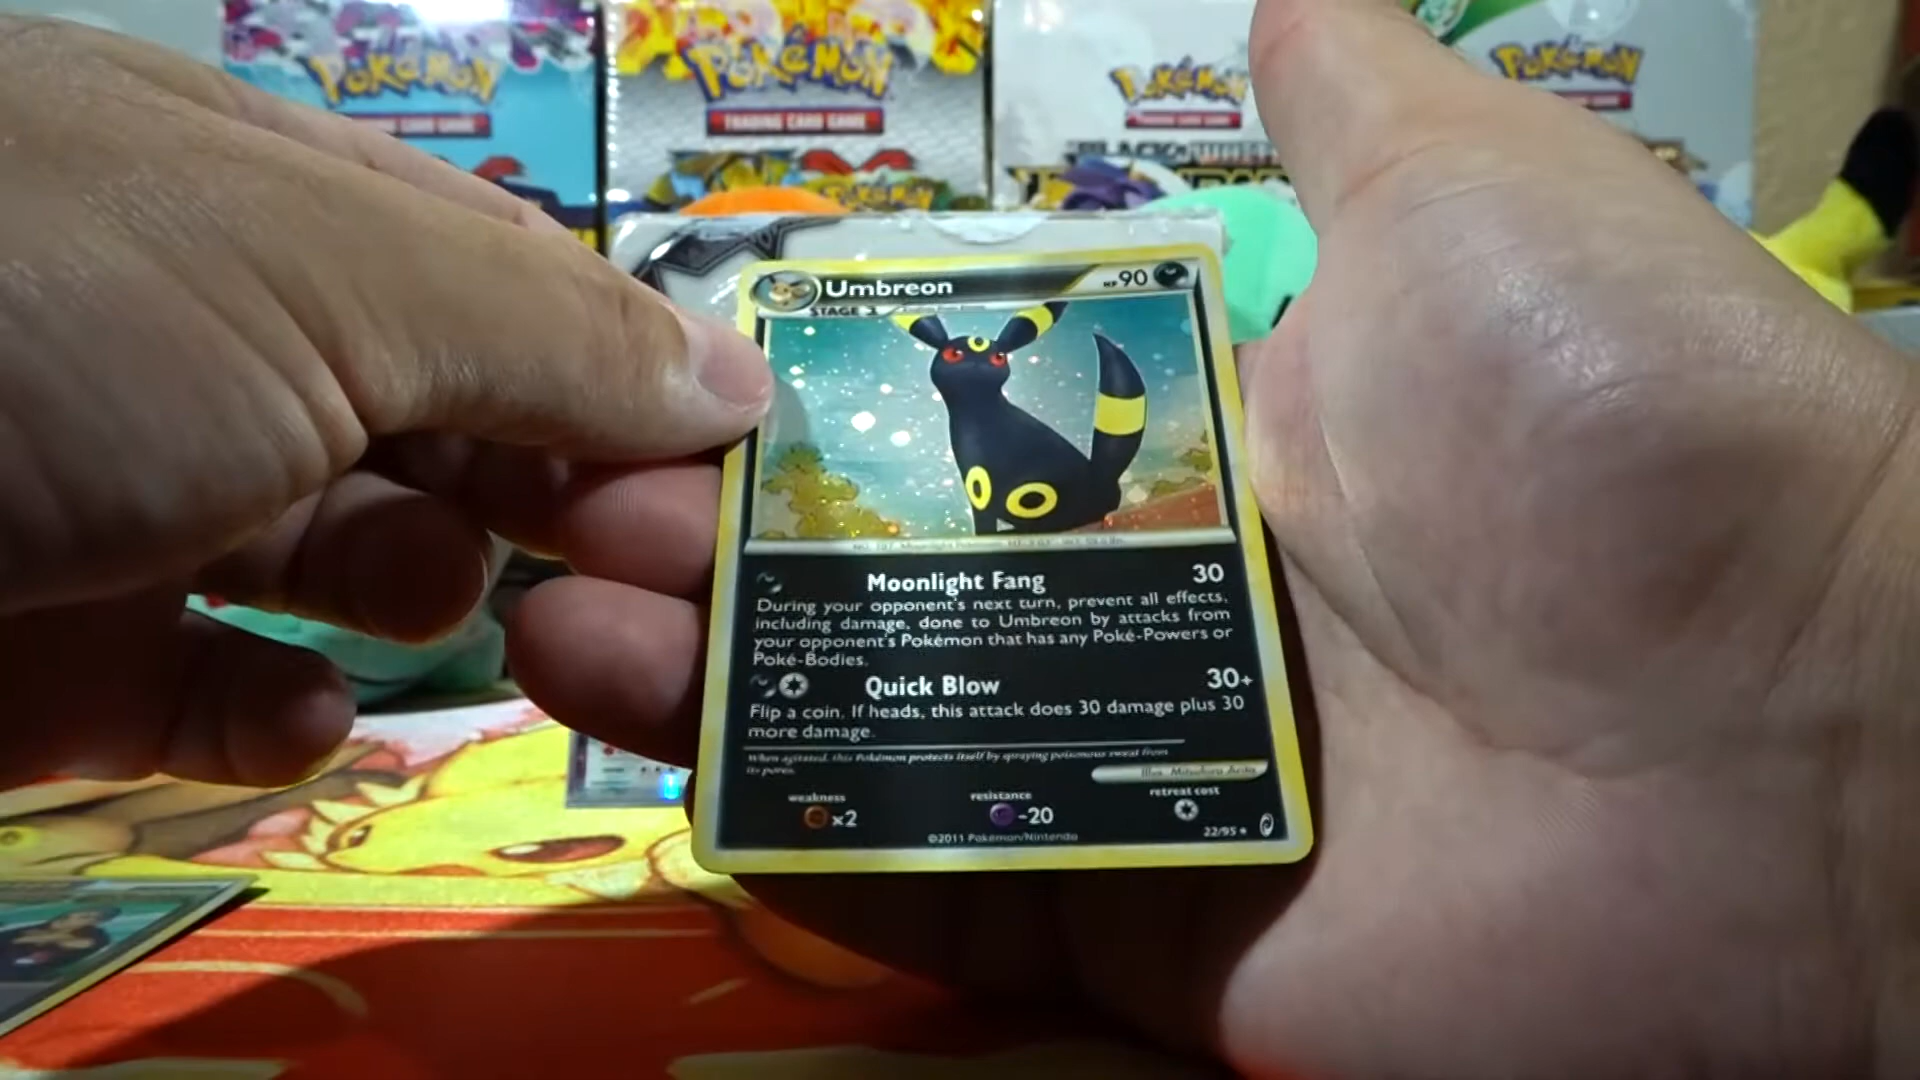 POKéMON
POKéMON
POKéMON
POKéMON
TRADING CARD GAME
BLACK & WHITE
POKéMON
Umbreon
HP 90
STAGE 1
Moonlight Fang 30
During your opponent's next turn, prevent all effects,
including damage, done to Umbreon by attacks from
your opponent's Pokémon that has any Poké-Powers or
Poké-Bodies.
Quick Blow 30+
Flip a coin. If heads, this attack does 30 damage plus 30
more damage.
When agitated, this Pokémon protects itself by spraying poisonous sweat from
its pores.
Illus. Mitsuhiro Arita
weakness resistance retreat cost
x2 -20
22/95
©2011 Pokémon/Nintendo